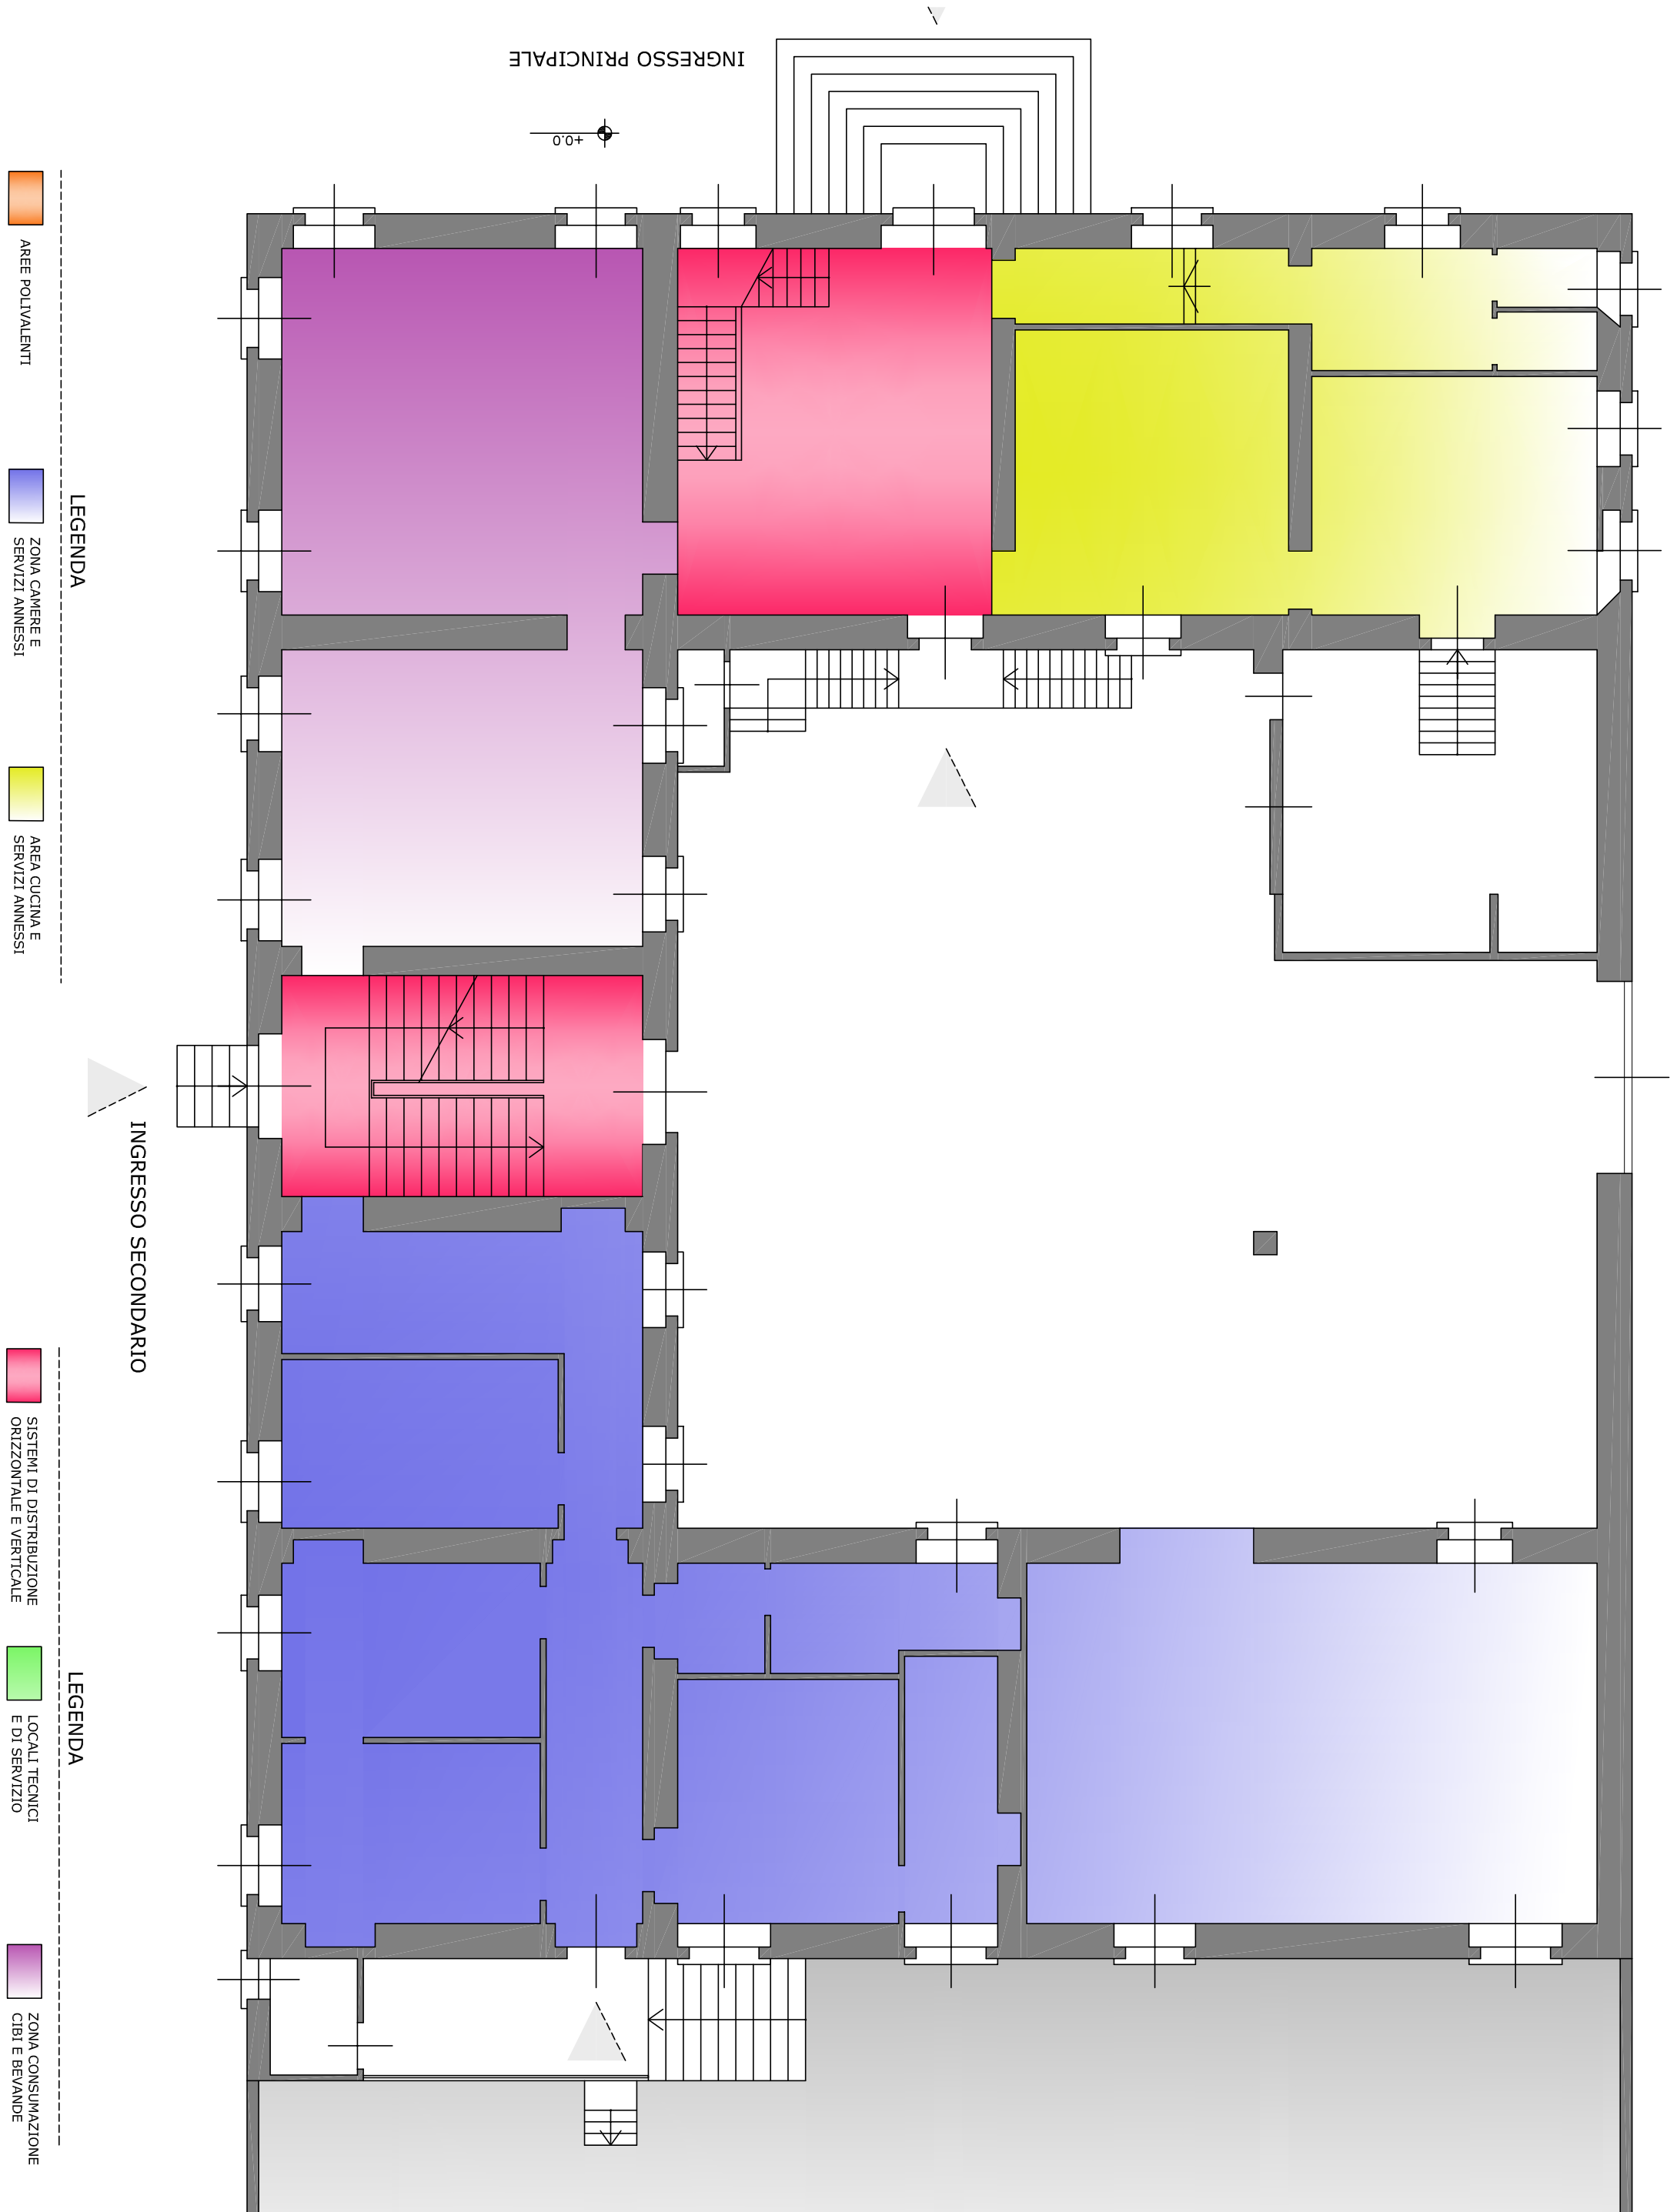 INGRESSO PRINCIPALE
+0.0
INGRESSO SECONDARIO
LEGENDA
AREE POLIVALENTI
ZONA CAMERE E
SERVIZI ANNESSI
AREA CUCINA E
SERVIZI ANNESSI
LEGENDA
SISTEMI DI DISTRIBUZIONE
ORIZZONTALE E VERTICALE
LOCALI TECNICI
E DI SERVIZIO
ZONA CONSUMAZIONE
CIBI E BEVANDE